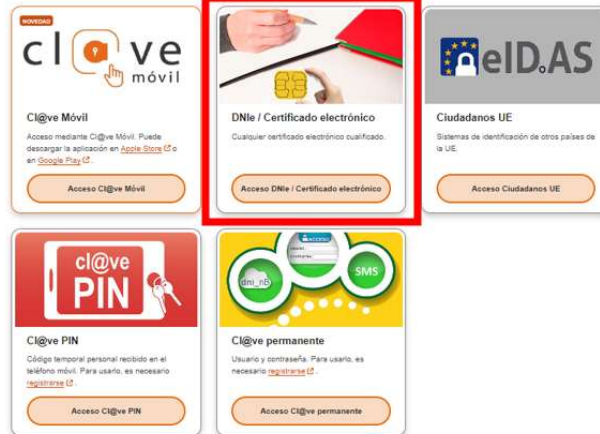 NOVEDAD
cl@ve
móvil
Cl@ve Móvil
Acceso mediante Cl@ve Móvil. Puede
descargar la aplicación en Apple Store o
en Google Play.
Acceso Cl@ve Móvil
DNIe / Certificado electrónico
Cualquier certificado electrónico cualificado.
Acceso DNIe / Certificado electrónico
eID.AS
Ciudadanos UE
Sistemas de identificación de otros países de
la UE.
Acceso Ciudadanos UE
cl@ve
PIN
Cl@ve PIN
Código temporal personal recibido en el
teléfono móvil. Para usarlo, es necesario
registrarse.
Acceso Cl@ve PIN
ACCESO
dni_nB
SMS
Cl@ve permanente
Usuario y contraseña. Para usarlo, es
necesario registrarse.
Acceso Cl@ve permanente